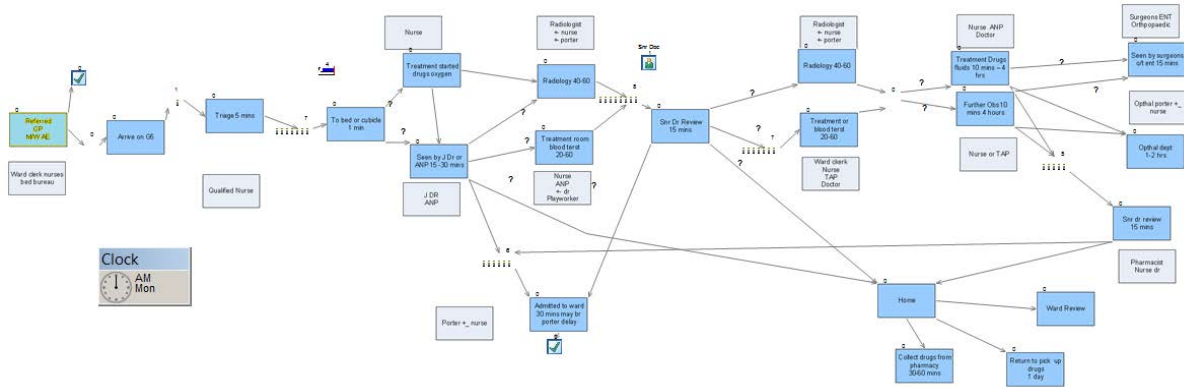 Nurse
Radiologist
+- nurse
+- porter
Snr Doc
Radiologist
+- nurse
+- porter
Nurse ANP
Doctor
Surgeons ENT
Orthpopaedic
Treatment started
drugs oxygen
Radiology 40-60
Radiology 40-60
Treatment Drugs
fluids 10 mins – 4
hrs
Seen by surgeons
o/t ent 15 mins
Referred
GP
Arrea on G6
Triage 5 mins
To bed or cubicle
1 min
Snr Dr Review
15 mins
Further Obs10
mins 4 hours
Opthal porter +_
nurse
Seen by J Dr or
ANP 15 -30 mins
Treatment room
blood terst
20-60
Treatment or
blood terst
20-60
Opthal dept
1-2 hrs
Ward clerk nurses
bed bureau
Qualified Nurse
J DR
ANP
Nurse
ANP
+- dr
Playworker
Ward clerk
Nurse
TAP
Doctor
Nurse or TAP
Snr dr review
15 mins
Pharmacist
Nurse dr
Clock
AM
Mon
Porter +_ nurse
Admitted to ward
30 mins may br
porter delay
Home
Ward Review
Collect drugs from
pharmacy
30-60 mins
Return to pick up
drugs
1 day